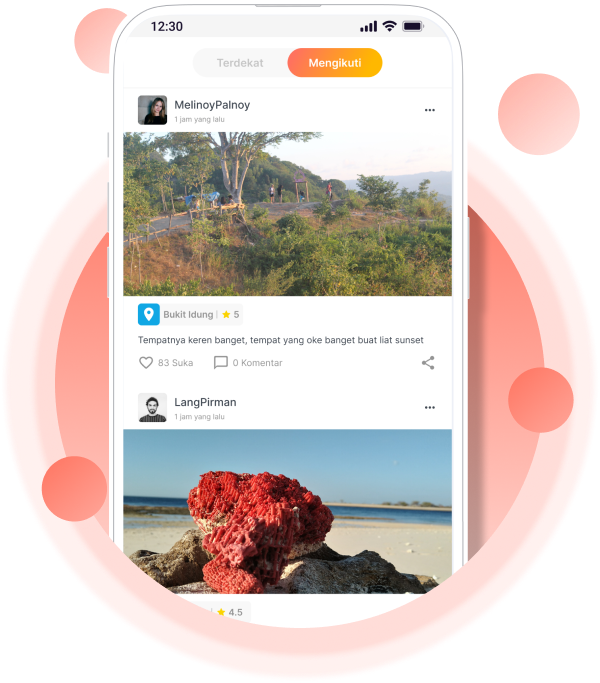 12:30
Terdekat Mengikuti
MelinoyPalnoy
1 jam yang lalu
Bukit Idung | 5
Tempatnya keren banget, tempat yang oke banget buat liat sunset
83 Suka 0 Komentar
LangPirman
1 jam yang lalu
| 4.5